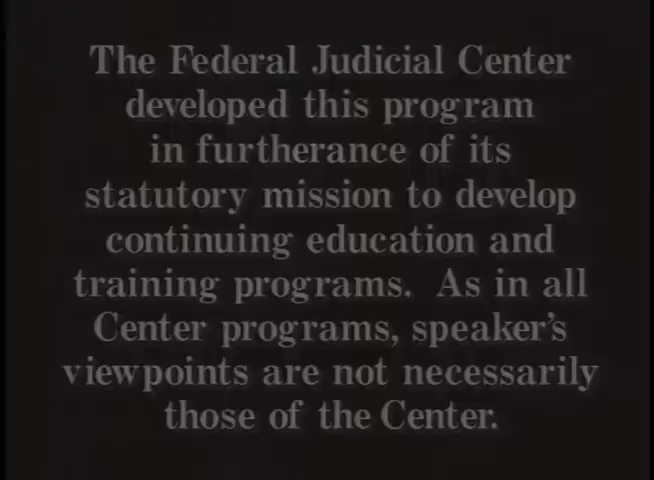 The Federal Judicial Center
developed this program
in furtherance of its
statutory mission to develop
continuing education and
training programs.  As in all
Center programs, speaker's
viewpoints are not necessarily
those of the Center.